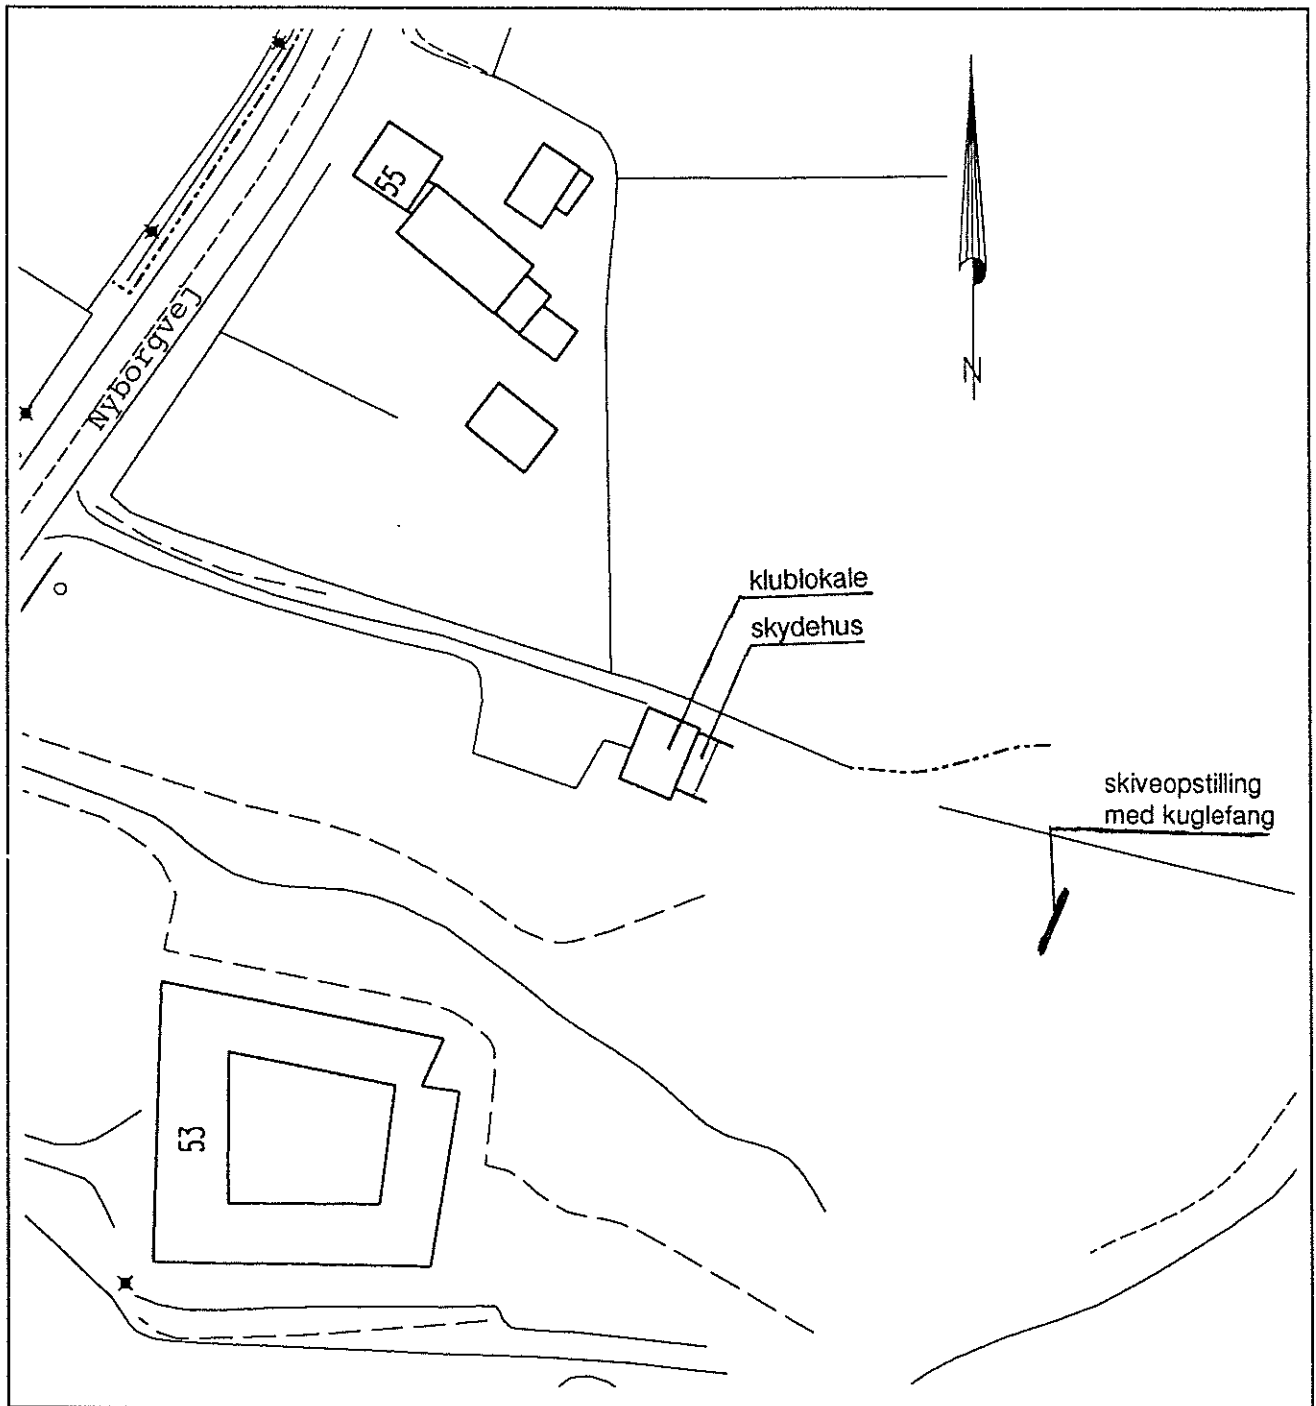 55
Nyborgvej
klublokale
skydehus
skiveopstilling
med kuglefang
53
N